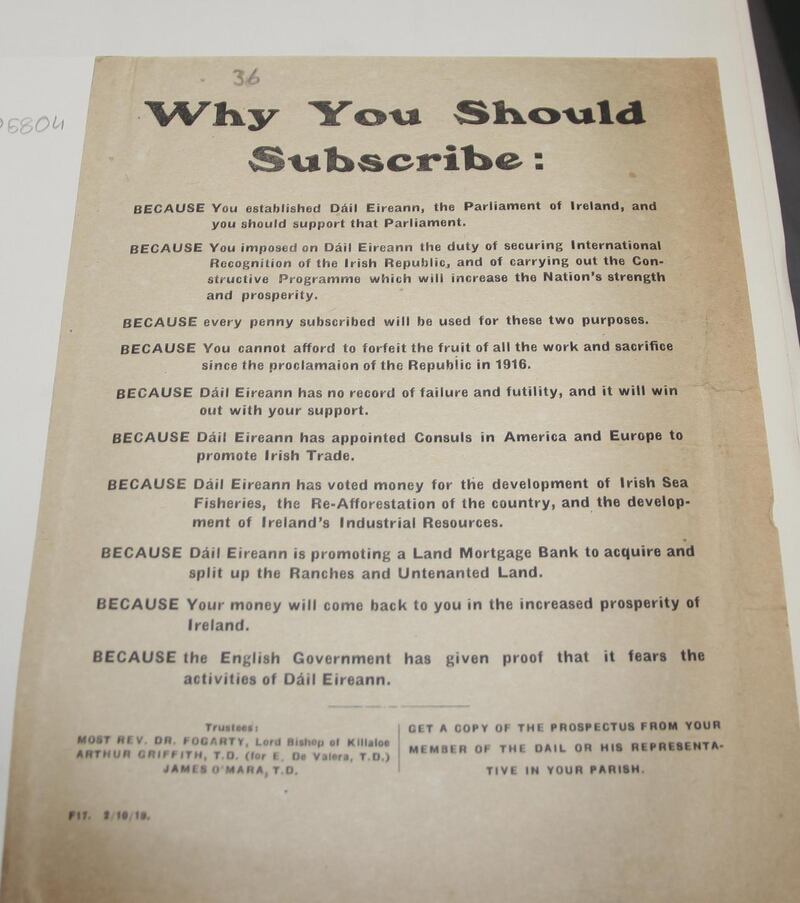 36
6804
Why You Should
Subscribe:
BECAUSE You established Dáil Eireann, the Parliament of Ireland, and
you should support that Parliament.
BECAUSE You imposed on Dáil Eireann the duty of securing International
Recognition of the Irish Republic, and of carrying out the Con-
structive Programme which will increase the Nation's strength
and prosperity.
BECAUSE every penny subscribed will be used for these two purposes.
BECAUSE You cannot afford to forfeit the fruit of all the work and sacrifice
since the proclamaion of the Republic in 1916.
BECAUSE Dáil Eireann has no record of failure and futility, and it will win
out with your support.
BECAUSE Dáil Eireann has appointed Consuls in America and Europe to
promote Irish Trade.
BECAUSE Dáil Eireann has voted money for the development of Irish Sea
Fisheries, the Re-Afforestation of the country, and the develop-
ment of Ireland's Industrial Resources.
BECAUSE Dáil Eireann is promoting a Land Mortgage Bank to acquire and
split up the Ranches and Untenanted Land.
BECAUSE Your money will come back to you in the increased prosperity of
Ireland.
BECAUSE the English Government has given proof that it fears the
activities of Dáil Eireann.
Trustees:
MOST REV. DR. FOGARTY, Lord Bishop of Killaloe
ARTHUR GRIFFITH, T.D. (for E. De Valera, T.D.)
JAMES O'MARA, T.D.
GET A COPY OF THE PROSPECTUS FROM YOUR
MEMBER OF THE DAIL OR HIS REPRESENTA-
TIVE IN YOUR PARISH.
F17. 2/10/19.